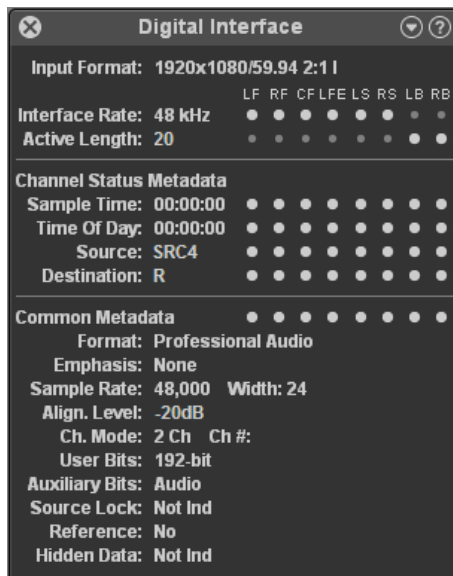 Digital Interface ?
Input Format: 1920x1080/59.94 2:1 I
LF RF CF LFE LS RS LB RB
Interface Rate: 48 kHz
Active Length: 20
Channel Status Metadata
Sample Time: 00:00:00
Time Of Day: 00:00:00
Source: SRC4
Destination: R
Common Metadata
Format: Professional Audio
Emphasis: None
Sample Rate: 48,000 Width: 24
Align. Level: -20dB
Ch. Mode: 2 Ch Ch #:
User Bits: 192-bit
Auxiliary Bits: Audio
Source Lock: Not Ind
Reference: No
Hidden Data: Not Ind